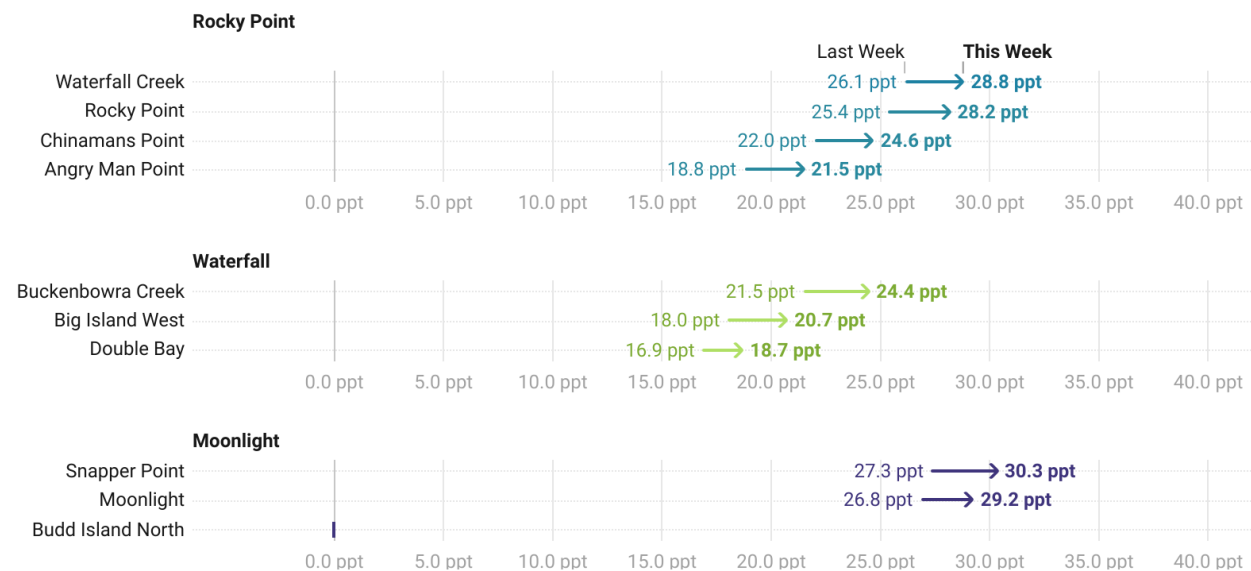 Rocky Point
Last Week This Week
Waterfall Creek 26.1 ppt 28.8 ppt
Rocky Point 25.4 ppt 28.2 ppt
Chinamans Point 22.0 ppt 24.6 ppt
Angry Man Point 18.8 ppt 21.5 ppt
0.0 ppt 5.0 ppt 10.0 ppt 15.0 ppt 20.0 ppt 25.0 ppt 30.0 ppt 35.0 ppt 40.0 ppt
Waterfall
Buckenbowra Creek 21.5 ppt 24.4 ppt
Big Island West 18.0 ppt 20.7 ppt
Double Bay 16.9 ppt 18.7 ppt
0.0 ppt 5.0 ppt 10.0 ppt 15.0 ppt 20.0 ppt 25.0 ppt 30.0 ppt 35.0 ppt 40.0 ppt
Moonlight
Snapper Point 27.3 ppt 30.3 ppt
Moonlight 26.8 ppt 29.2 ppt
Budd Island North
0.0 ppt 5.0 ppt 10.0 ppt 15.0 ppt 20.0 ppt 25.0 ppt 30.0 ppt 35.0 ppt 40.0 ppt